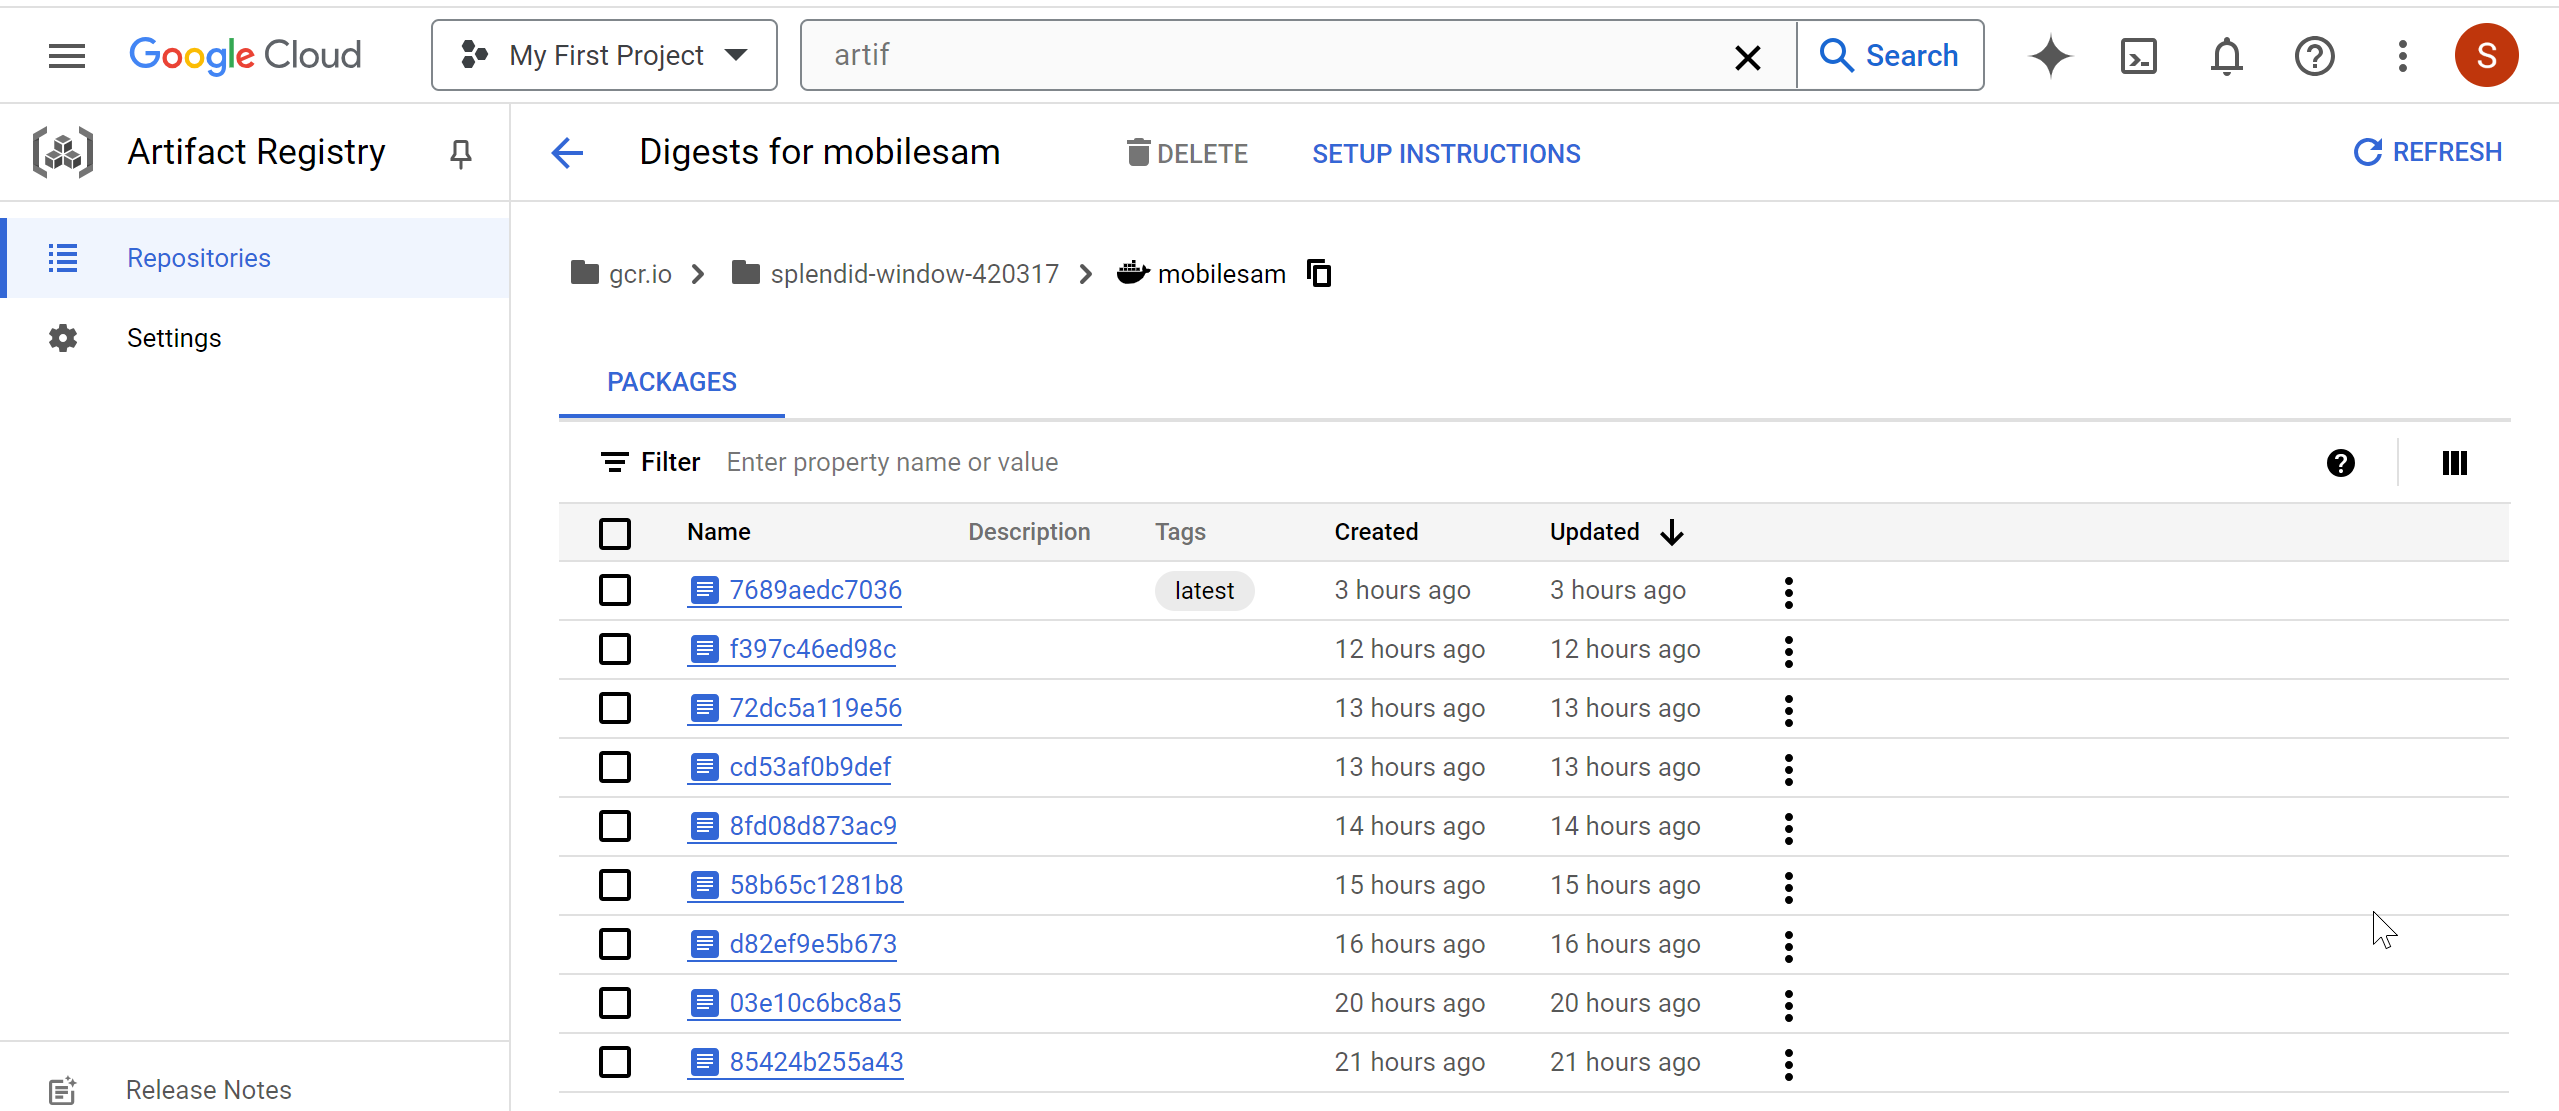 Google Cloud My First Project artif Search S
Artifact Registry
Digests for mobilesam DELETE SETUP INSTRUCTIONS REFRESH
Repositories
Settings
Release Notes
gcr.io splendid-window-420317 mobilesam
PACKAGES
Filter Enter property name or value
Name Description Tags Created Updated
7689aedc7036 latest 3 hours ago 3 hours ago
f397c46ed98c 12 hours ago 12 hours ago
72dc5a119e56 13 hours ago 13 hours ago
cd53af0b9def 13 hours ago 13 hours ago
8fd08d873ac9 14 hours ago 14 hours ago
58b65c1281b8 15 hours ago 15 hours ago
d82ef9e5b673 16 hours ago 16 hours ago
03e10c6bc8a5 20 hours ago 20 hours ago
85424b255a43 21 hours ago 21 hours ago